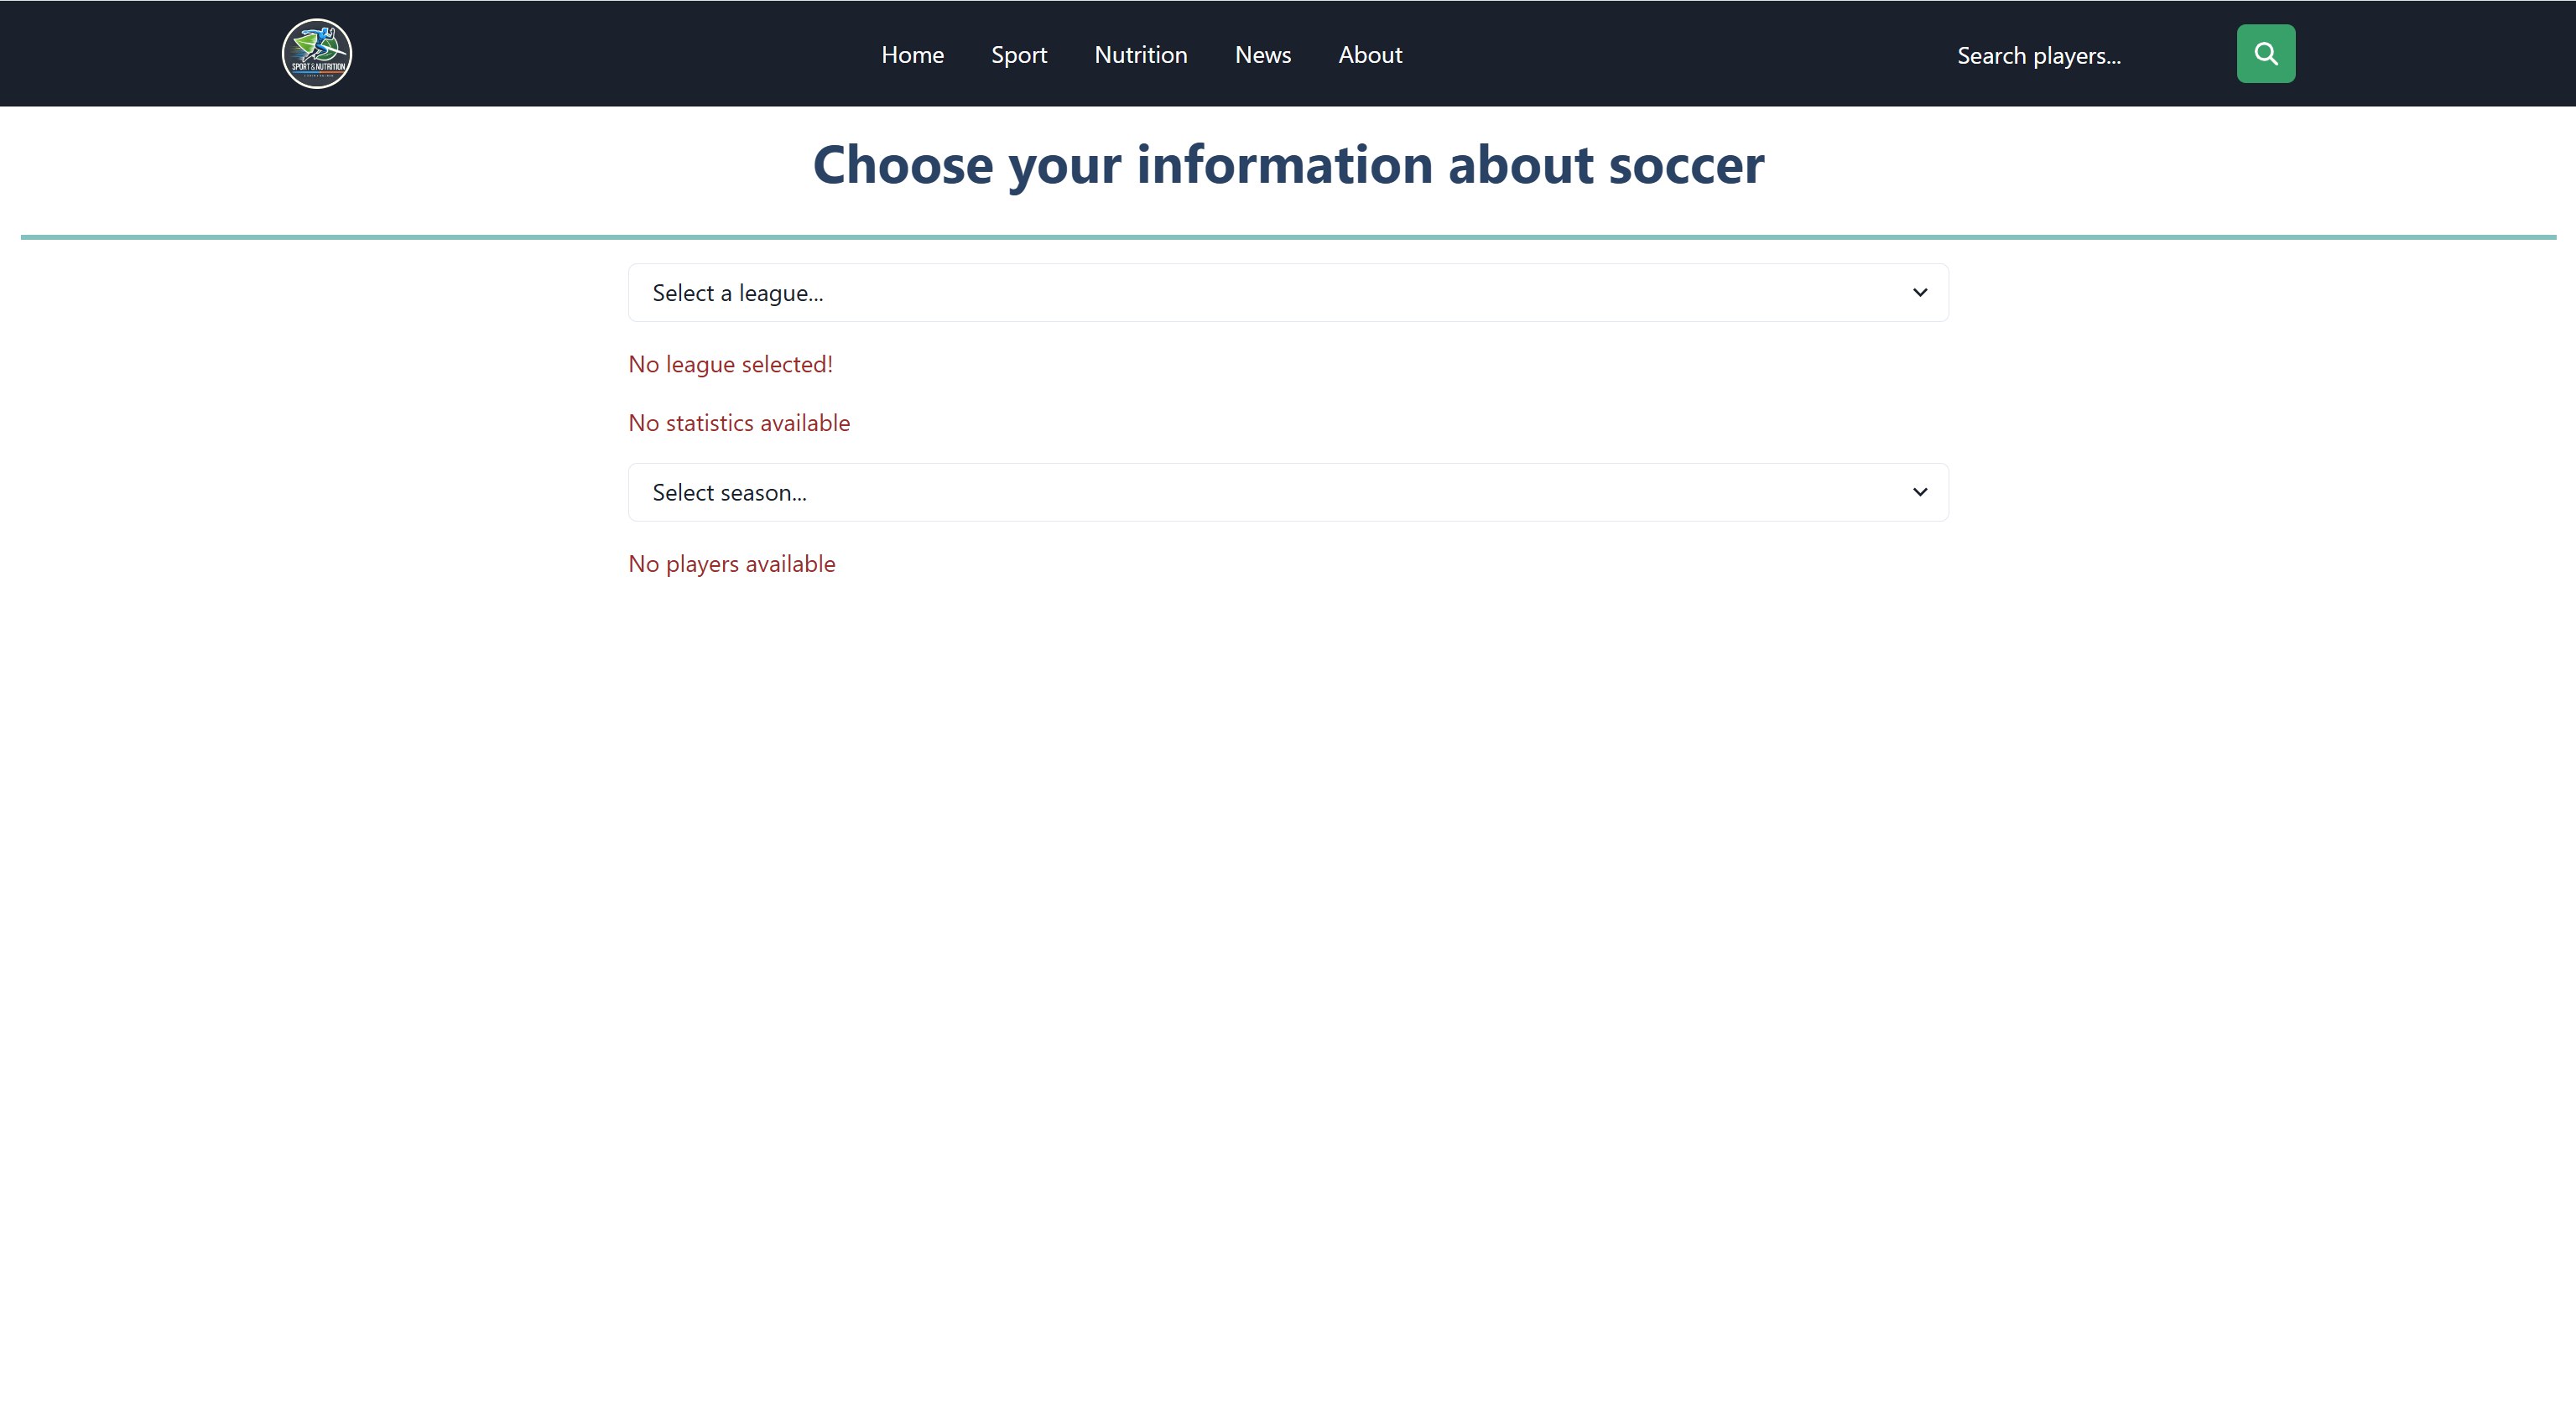 SPORT & NUTRITION
Home Sport Nutrition News About Search players...
Choose your information about soccer
Select a league...
No league selected!
No statistics available
Select season...
No players available